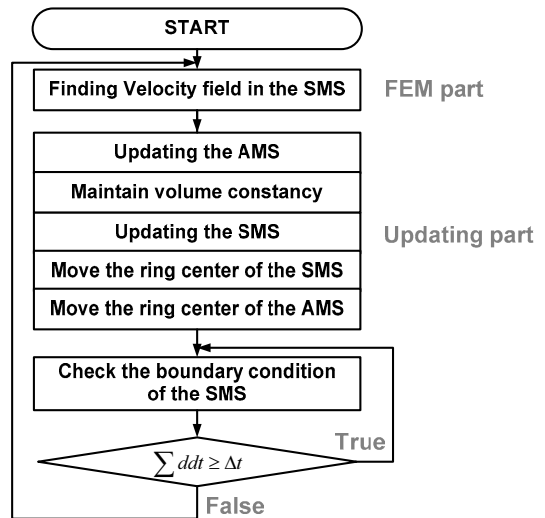 START
Finding Velocity field in the SMS
FEM part
Updating the AMS
Maintain volume constancy
Updating the SMS
Updating part
Move the ring center of the SMS
Move the ring center of the AMS
Check the boundary condition
of the SMS
True
∑ ddt ≥ Δt
False